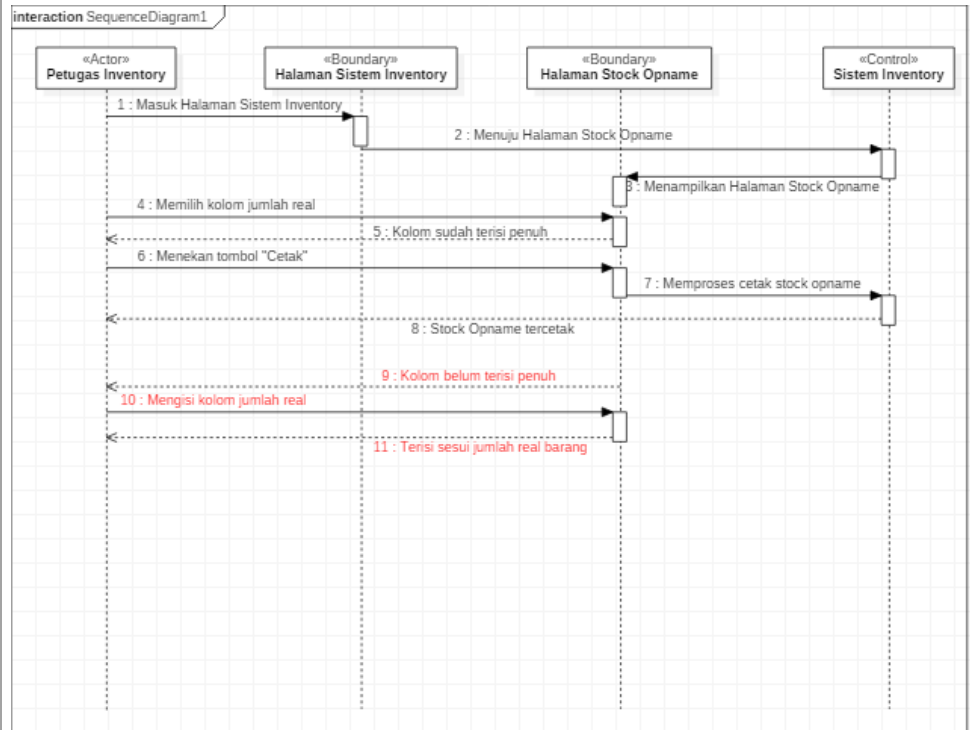 interaction SequenceDiagram1
«Actor»
Petugas Inventory
«Boundary»
Halaman Sistem Inventory
«Boundary»
Halaman Stock Opname
«Control»
Sistem Inventory
1 : Masuk Halaman Sistem Inventory
2 : Menuju Halaman Stock Opname
3 : Menampilkan Halaman Stock Opname
4 : Memilih kolom jumlah real
5 : Kolom sudah terisi penuh
6 : Menekan tombol "Cetak"
7 : Memproses cetak stock opname
8 : Stock Opname tercetak
9 : Kolom belum terisi penuh
10 : Mengisi kolom jumlah real
11 : Terisi sesui jumlah real barang